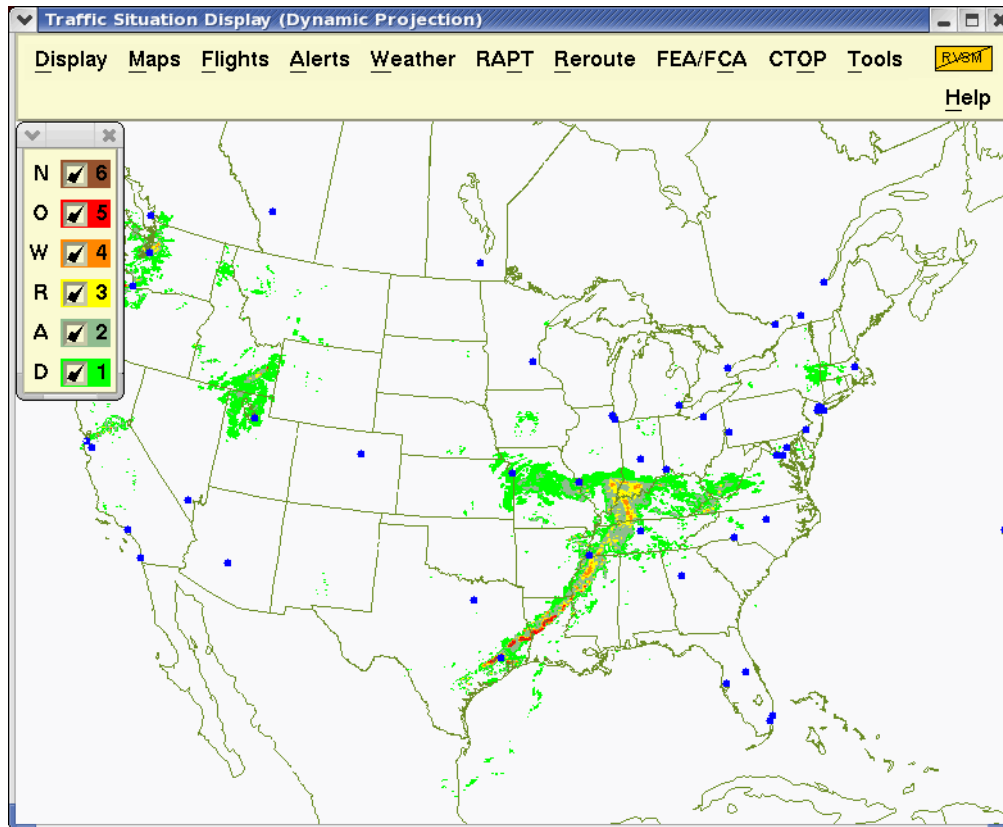 Traffic Situation Display (Dynamic Projection)
Display Maps Flights Alerts Weather RAPT Reroute FEA/FCA CTOP Tools RVSM
Help
N 6
O 5
W 4
R 3
A 2
D 1